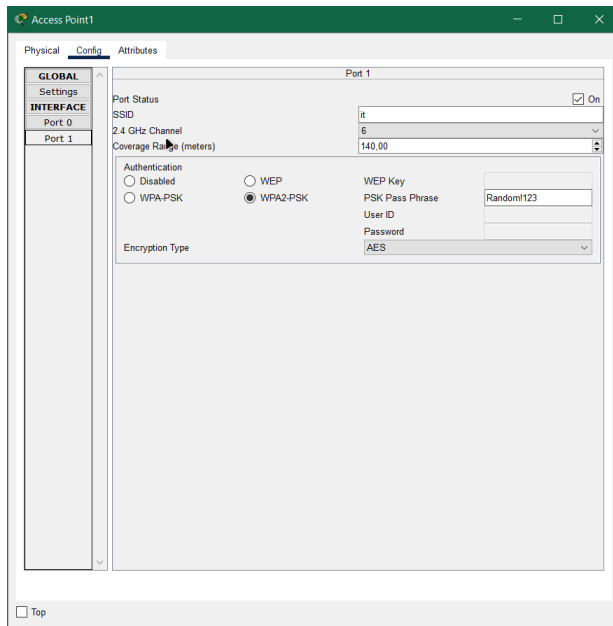 Access Point1
Physical Config Attributes
GLOBAL
Settings
INTERFACE
Port 0
Port 1
Port 1
Port Status On
SSID it
2.4 GHz Channel 6
Coverage Range (meters) 140,00
Authentication
Disabled WEP WEP Key
WPA-PSK WPA2-PSK PSK Pass Phrase Random!123
User ID
Password
Encryption Type AES
Top